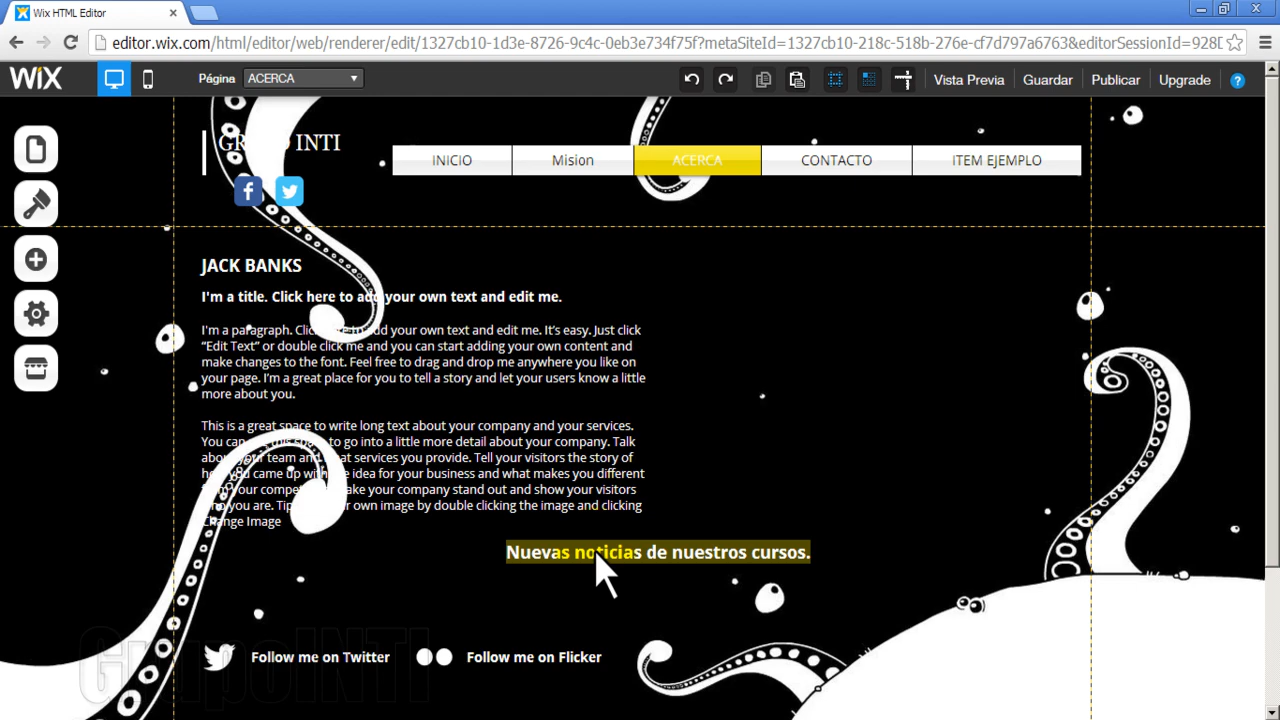 Wix HTML Editor
editor.wix.com/html/editor/web/renderer/edit/1327cb10-1d3e-8726-9c4c-0eb3e734f75f?metaSiteId=1327cb10-218c-518b-276e-cf7d797a6763&editorSessionId=928[
WiX Página ACERCA Vista Previa Guardar Publicar Upgrade ?
GRUPO INTI
INICIO Mision ACERCA CONTACTO ITEM EJEMPLO
JACK BANKS
I'm a title. Click here to add your own text and edit me.
I'm a paragraph. Click here to add your own text and edit me. It's easy. Just click
“Edit Text” or double click me and you can start adding your own content and
make changes to the font. Feel free to drag and drop me anywhere you like on
your page. I'm a great place for you to tell a story and let your users know a little
more about you.
This is a great space to write long text about your company and your services.
You can use this space to go into a little more detail about your company. Talk
about your team and what services you provide. Tell your visitors the story of
how you came up with the idea for your business and what makes you different
from your competitors. Make your company stand out and show your visitors
who you are. Tip: Add your own image by double clicking the image and clicking
Change Image
Nuevas noticias de nuestros cursos.
Follow me on Twitter Follow me on Flicker
GrupoINTI